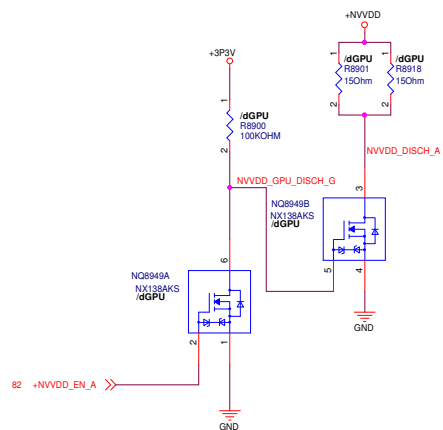 +NVVDD
+3P3V
1
/dGPU
R8901
15Ohm
2
1
/dGPU
R8918
15Ohm
2
1
/dGPU
R8900
100KOHM
2
NVVDD_DISCH_A
NVVDD_GPU_DISCH_G
3
NQ8949B
NX138AKS
/dGPU
5
4
6
NQ8949A
NX138AKS
/dGPU
2
1
GND
82 +NVVDD_EN_A
GND